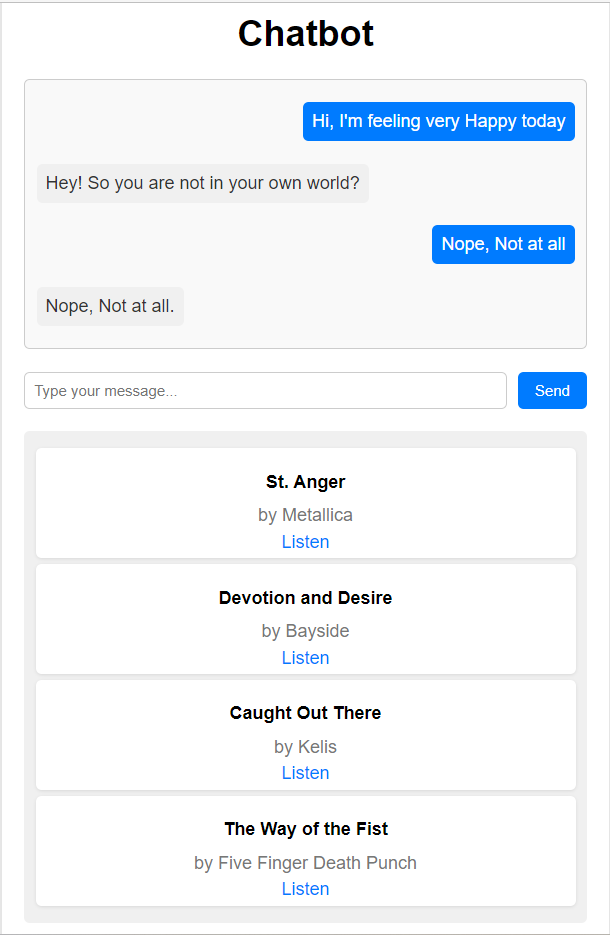 Chatbot
Hi, I'm feeling very Happy today
Hey! So you are not in your own world?
Nope, Not at all
Nope, Not at all.
Type your message...
Send
St. Anger
by Metallica
Listen
Devotion and Desire
by Bayside
Listen
Caught Out There
by Kelis
Listen
The Way of the Fist
by Five Finger Death Punch
Listen